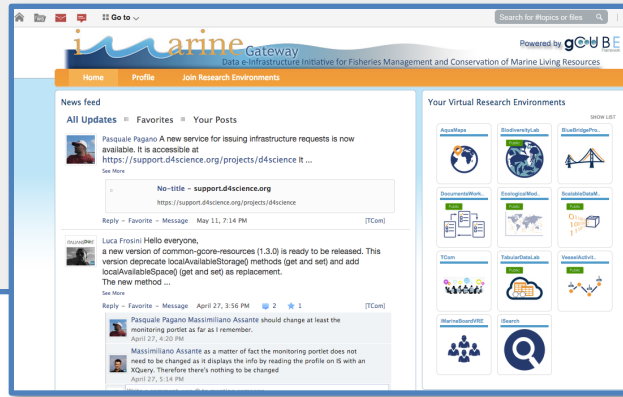 Go to
Search for #topics or files
iMarine Gateway
Powered by gCUBE
Data e-Infrastructure Initiative for Fisheries Management and Conservation of Marine Living Resources
Home Profile Join Research Environments
News feed
All Updates Favorites Your Posts
Pasquale Pagano A new service for issuing infrastructure requests is now
available. It is accessible at
https://support.d4science.org/projects/d4science It ...
See More
No-title - support.d4science.org
https://support.d4science.org/projects/d4science
Reply - Favorite - Message May 11, 7:14 PM [TCom]
Luca Frosini Hello everyone,
a new version of common-gcore-resources (1.3.0) is ready to be released. This
version deprecate localAvailableStorage() methods (get and set) and add
localAvailableSpace() (get and set) as replacement.
The new method ...
See More
Reply - Favorite - Message April 27, 3:56 PM 2 1 [TCom]
Pasquale Pagano Massimiliano Assante should change at least the
monitoring portlet as far as I remember.
April 27, 4:20 PM
Massimiliano Assante as a matter of fact the monitoring portlet does not
need to be changed as it displays the info by reading the profile on IS with an
XQuery. Therefore there's nothing to be changed
April 27, 5:14 PM
Your Virtual Research Environments
SHOW LIST
AquaMaps BiodiversityLab BlueBridgePro..
Public
DocumentsWork.. EcologicalMod.. ScalableDataM..
Public Public Public
TCom TabularDataLab VesselActivit..
Public Public
iMarineBoardVRE iSearch